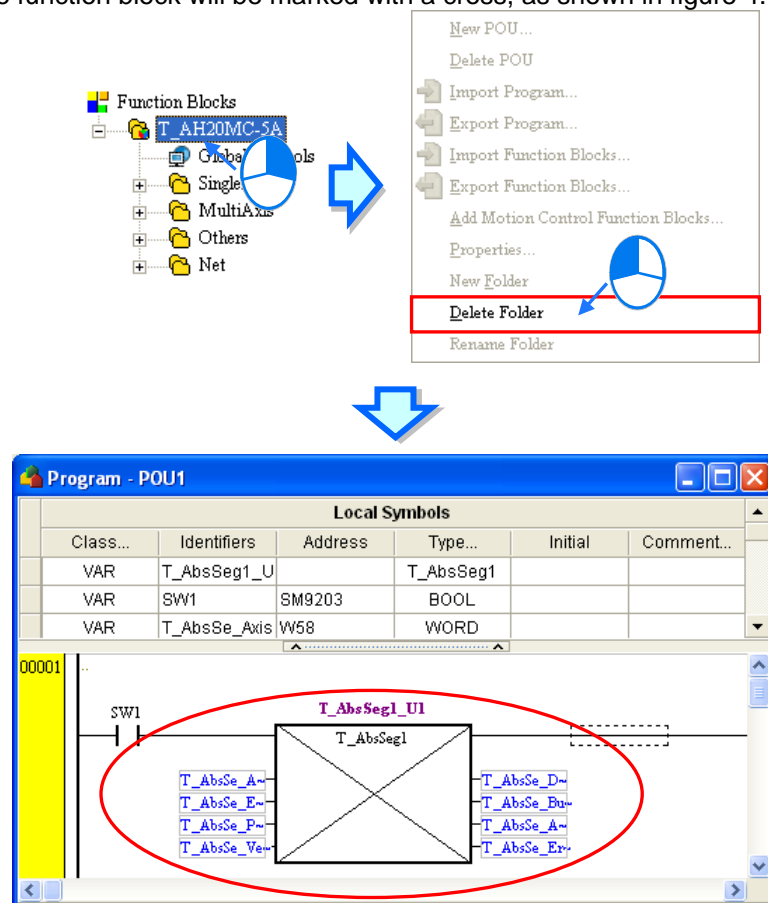 function block will be marked with a cross, as shown in figure 4.
Function Blocks
T_AH20MC-5A
Global Symbols
Single
MultiAxis
Others
Net
New POU...
Delete POU
Import Program...
Export Program...
Import Function Blocks...
Export Function Blocks...
Add Motion Control Function Blocks...
Properties...
New Folder
Delete Folder
Rename Folder
Program - POU1
Local Symbols
Class... Identifiers Address Type... Initial Comment...
VAR T_AbsSeg1_U T_AbsSeg1
VAR SW1 SM9203 BOOL
VAR T_AbsSe_Axis W58 WORD
00001
SW1
T_AbsSeg1_U1
T_AbsSeg1
T_AbsSe_A~ T_AbsSe_D~
T_AbsSe_E~ T_AbsSe_Bu~
T_AbsSe_P~ T_AbsSe_A~
T_AbsSe_Ve~ T_AbsSe_Er~